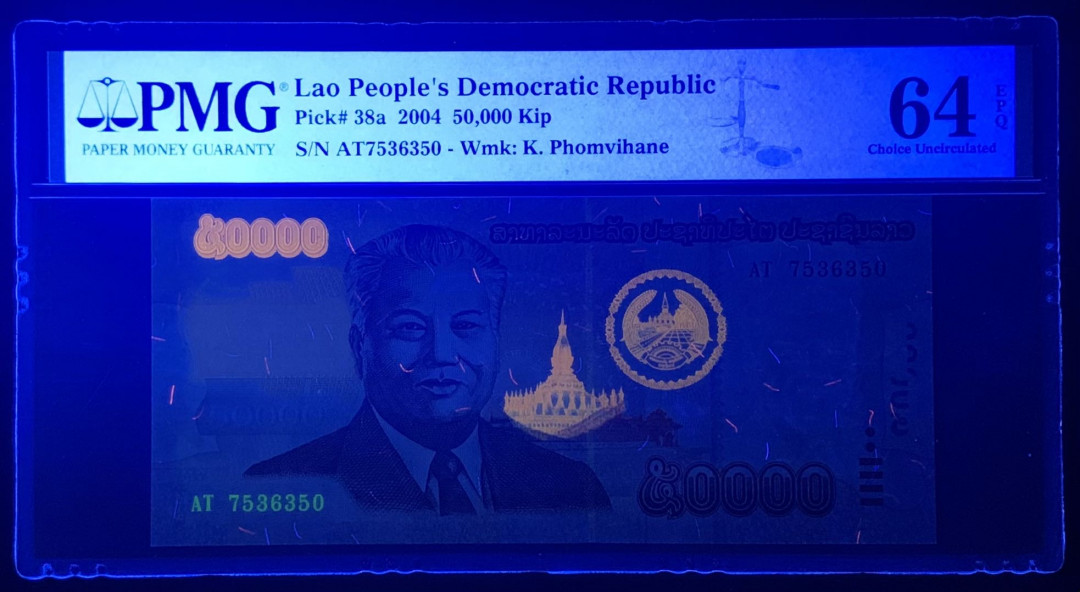 PMG®
PAPER MONEY GUARANTY
Lao People's Democratic Republic
Pick# 38a 2004 50,000 Kip
S/N AT7536350 - Wmk: K. Phomvihane
64
EPQ
Choice Uncirculated
໕໐໐໐໐
ສາທາລະນະລັດ ປະຊາທິປະໄຕ ປະຊາຊົນລາວ
AT 7536350
AT 7536350
໕໐໐໐໐